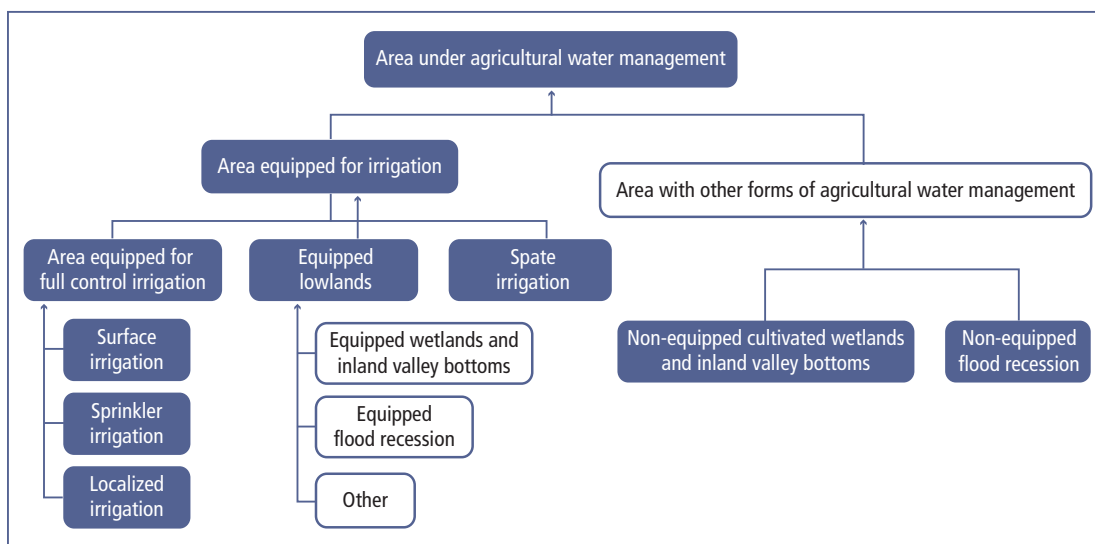 Area under agricultural water management
Area equipped for irrigation
Area with other forms of agricultural water management
Area equipped for
full control irrigation
Equipped
lowlands
Spate
irrigation
Surface
irrigation
Sprinkler
irrigation
Localized
irrigation
Equipped wetlands and
inland valley bottoms
Equipped
flood recession
Other
Non-equipped cultivated wetlands
and inland valley bottoms
Non-equipped
flood recession